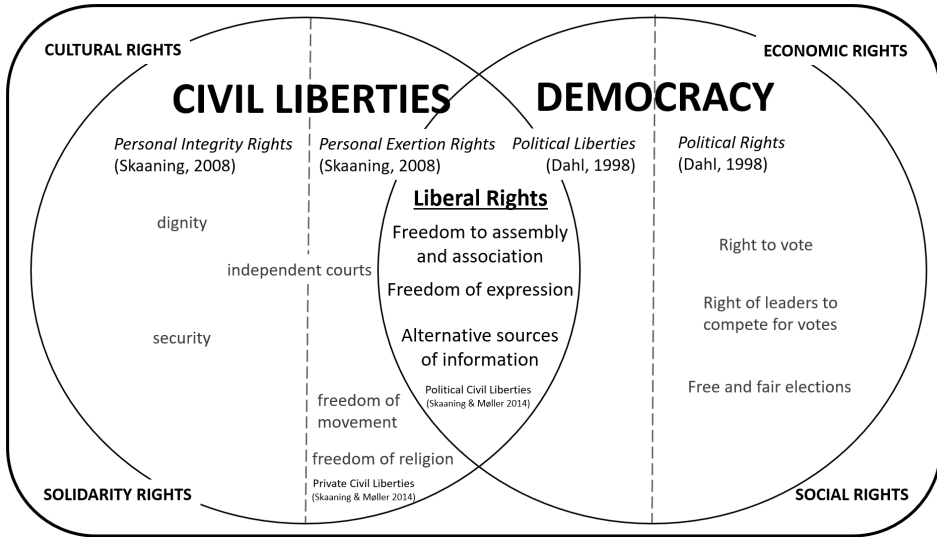 CULTURAL RIGHTS
ECONOMIC RIGHTS
CIVIL LIBERTIES
DEMOCRACY
Personal Integrity Rights
(Skaaning, 2008)
Personal Exertion Rights
(Skaaning, 2008)
Political Liberties
(Dahl, 1998)
Political Rights
(Dahl, 1998)
Liberal Rights
dignity
Freedom to assembly
and association
Right to vote
independent courts
Freedom of expression
Right of leaders to
compete for votes
security
Alternative sources
of information
Free and fair elections
Political Civil Liberties
(Skaaning & Møller 2014)
freedom of
movement
freedom of religion
Private Civil Liberties
(Skaaning & Møller 2014)
SOLIDARITY RIGHTS
SOCIAL RIGHTS